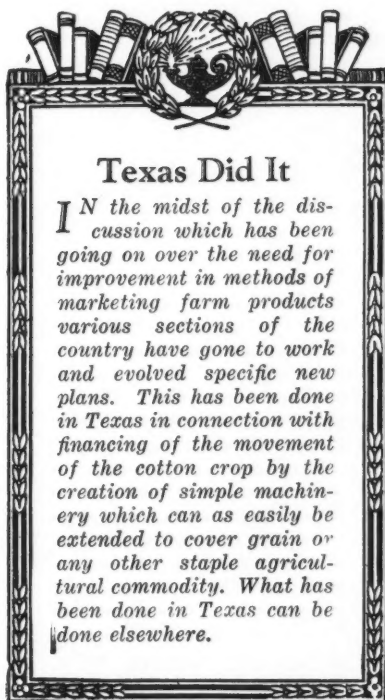 Texas Did It
IN the midst of the dis-
cussion which has been
going on over the need for
improvement in methods of
marketing farm products
various sections of the
country have gone to work
and evolved specific new
plans. This has been done
in Texas in connection with
financing of the movement
of the cotton crop by the
creation of simple machin-
ery which can as easily be
extended to cover grain or
any other staple agricul-
tural commodity. What has
been done in Texas can be
done elsewhere.